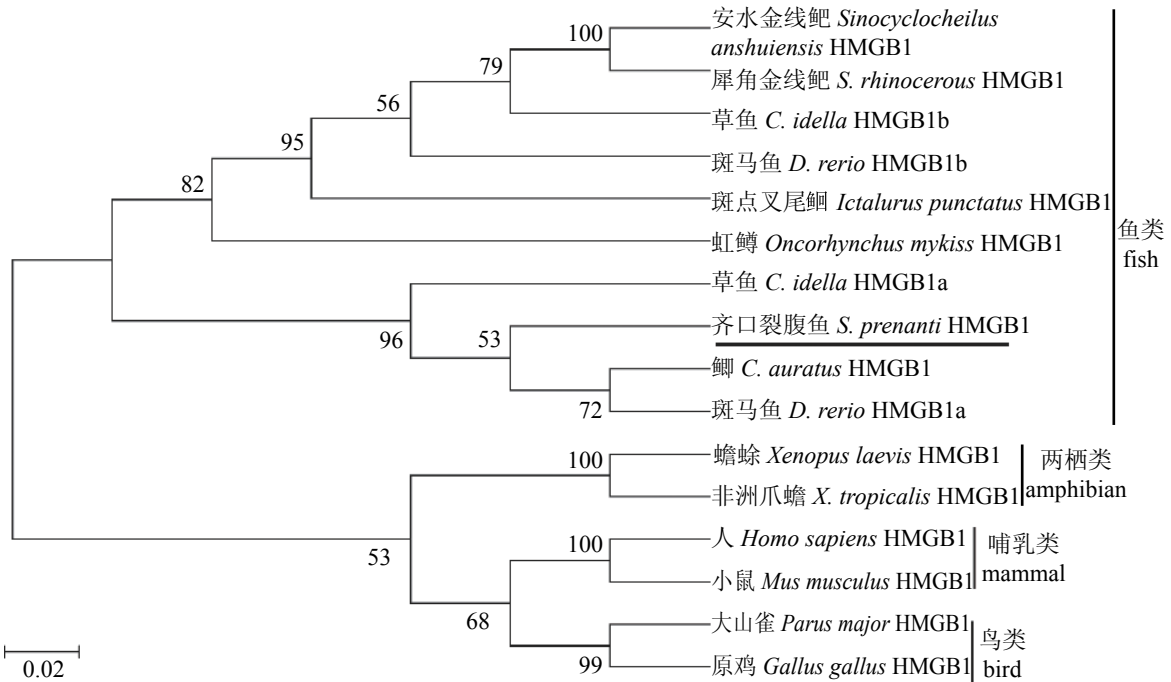 安水金线鲃 Sinocyclocheilus
anshuiensis HMGB1
100
79
犀角金线鲃 S. rhinocerous HMGB1
56
草鱼 C. idella HMGB1b
95
斑马鱼 D. rerio HMGB1b
82
斑点叉尾鮰 Ictalurus punctatus HMGB1
鱼类
fish
虹鳟 Oncorhynchus mykiss HMGB1
草鱼 C. idella HMGB1a
96
53
齐口裂腹鱼 S. prenanti HMGB1
鲫 C. auratus HMGB1
72
斑马鱼 D. rerio HMGB1a
100
蟾蜍 Xenopus laevis HMGB1
两栖类
amphibian
非洲爪蟾 X. tropicalis HMGB1
53
100
人 Homo sapiens HMGB1
哺乳类
mammal
小鼠 Mus musculus HMGB1
68
大山雀 Parus major HMGB1
鸟类
bird
99
原鸡 Gallus gallus HMGB1
0.02